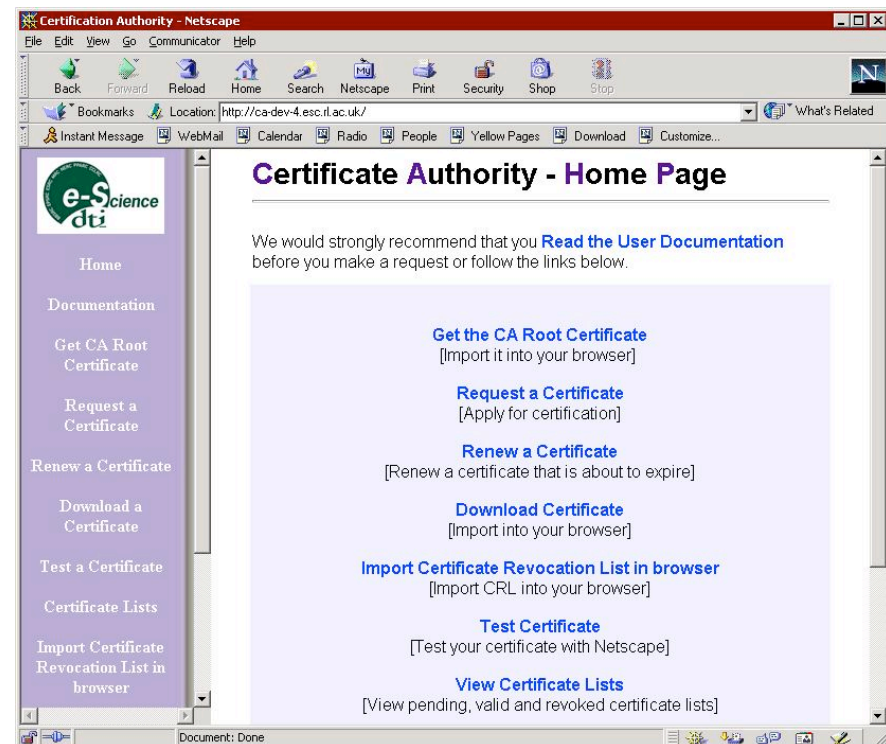 Certification Authority - Netscape
File Edit View Go Communicator Help
Back Forward Reload Home Search Netscape Print Security Shop Stop
My
N
Bookmarks Location: http://ca-dev-4.esc.rl.ac.uk/ What's Related
Instant Message WebMail Calendar Radio People Yellow Pages Download Customize...
e-Science
dti
Home
Documentation
Get CA Root
Certificate
Request a
Certificate
Renew a Certificate
Download a
Certificate
Test a Certificate
Certificate Lists
Import Certificate
Revocation List in
browser
Certificate Authority - Home Page
We would strongly recommend that you Read the User Documentation
before you make a request or follow the links below.
Get the CA Root Certificate
[Import it into your browser]
Request a Certificate
[Apply for certification]
Renew a Certificate
[Renew a certificate that is about to expire]
Download Certificate
[Import into your browser]
Import Certificate Revocation List in browser
[Import CRL into your browser]
Test Certificate
[Test your certificate with Netscape]
View Certificate Lists
[View pending, valid and revoked certificate lists]
Document: Done